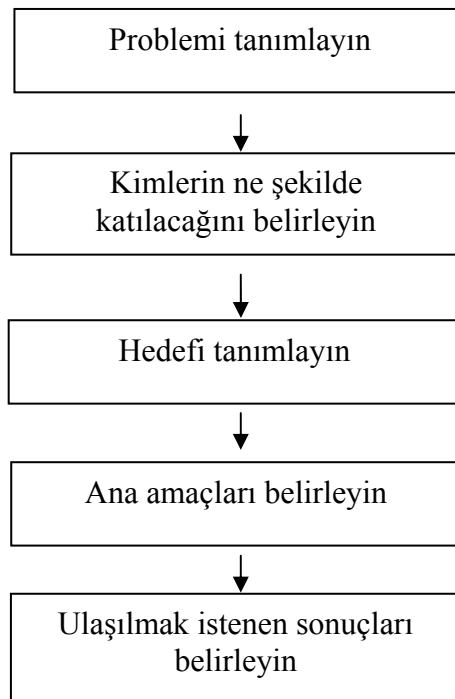 Problemi tanımlayın
Kimlerin ne şekilde
katılacağını belirleyin
Hedefi tanımlayın
Ana amaçları belirleyin
Ulaşılmak istenen sonuçları
belirleyin